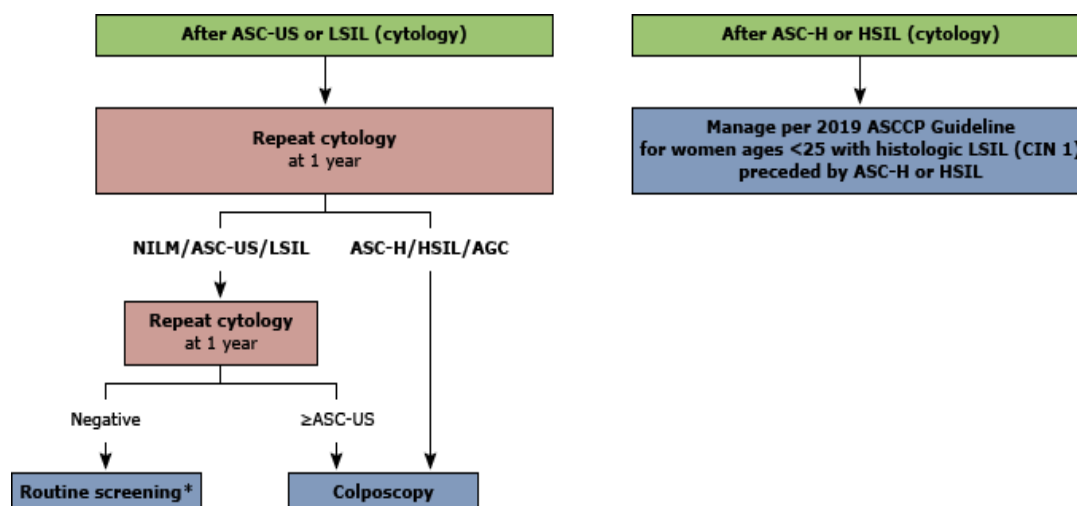 After ASC-US or LSIL (cytology)
Repeat cytology
at 1 year
NILM/ASC-US/LSIL
ASC-H/HSIL/AGC
Repeat cytology
at 1 year
Negative
≥ASC-US
Routine screening*
Colposcopy
After ASC-H or HSIL (cytology)
Manage per 2019 ASCCP Guideline
for women ages <25 with histologic LSIL (CIN 1)
preceded by ASC-H or HSIL